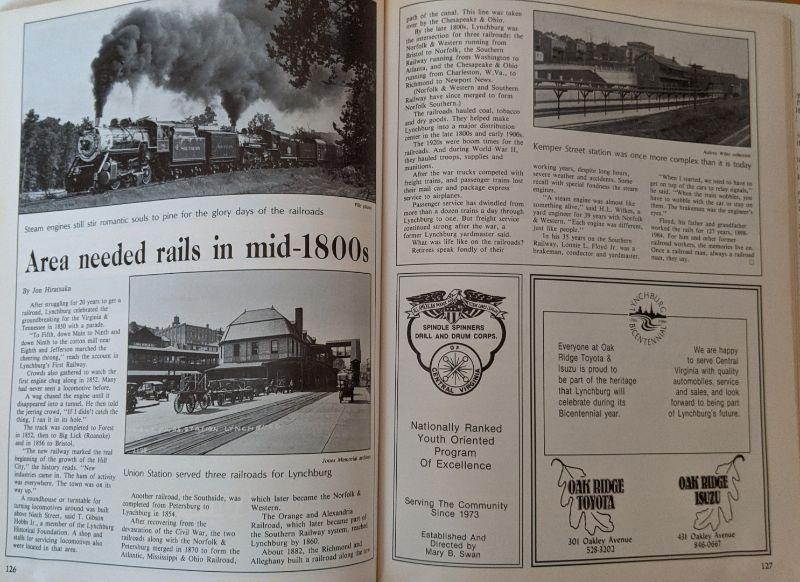 File photo
Steam engines still stir romantic souls to pine for the glory days of the railroads
Area needed rails in mid-1800s
By Jon Hiratsuka
After struggling for 20 years to get a
railroad, Lynchburg celebrated the
groundbreaking for the Virginia &
Tennessee in 1850 with a parade.
"To Fifth, down Main to Ninth and
down Ninth to the cotton mill near
Eighth and Jefferson marched the
cheering throng," reads the account in
Lynchburg's First Railway.
Crowds also gathered to watch the
first engine chug along in 1852. Many
had never seen a locomotive before.
A wag chased the engine until it
disappeared into a tunnel. He then told
the jeering crowd, "If I didn't catch the
thing, I ran it in its hole."
The track was completed to Forest
in 1852, then to Big Lick (Roanoke)
and in 1856 to Bristol.
"The new railway marked the real
beginning of the growth of the Hill
City," the history reads. "New
industries came in. The hum of activity
was everywhere. The town was on its
way up."
A roundhouse or turntable for
turning locomotives around was built
above Ninth Street, said T. Gibson
Hobbs Jr., a member of the Lynchburg
Historical Foundation. A shop and
stalls for servicing locomotives also
were located in that area.
STATION LYNCHBURG
Jones Memorial archives
Union Station served three railroads for Lynchburg
Another railroad, the Southside, was
completed from Petersburg to
Lynchburg in 1854.
After recovering from the
devastation of the Civil War, the two
railroads along with the Norfolk &
Petersburg merged in 1870 to form the
Atlantic, Mississippi & Ohio Railroad,
which later became the Norfolk &
Western.
The Orange and Alexandria
Railroad, which later became part of
the Southern Railway system, reached
Lynchburg by 1860.
About 1882, the Richmond and
Alleghany built a railroad along the tow
126
path of the canal. This line was taken
over by the Chesapeake & Ohio.
By the late 1800s, Lynchburg was
the intersection for three railroads: the
Norfolk & Western running from
Bristol to Norfolk, the Southern
Railway running from Washington to
Atlanta, and the Chesapeake & Ohio
running from Charleston, W.Va., to
Richmond to Newport News.
(Norfolk & Western and Southern
Railway have since merged to form
Norfolk Southern.)
The railroads hauled coal, tobacco
and dry goods. They helped make
Lynchburg into a major distribution
center in the late 1800s and early 1900s.
The 1920s were boom times for the
railroads. And during World War II,
they hauled troops, supplies and
munitions.
After the war trucks competed with
freight trains, and passenger trains lost
their mail car and package express
service to airplanes.
Passenger service has dwindled from
more than a dozen trains a day through
Lynchburg to one. But freight service
continued strong after the war, a
former Lynchburg yardmaster said.
What was life like on the railroads?
Retirees speak fondly of their
Aubrey Wiley collection
Kemper Street station was once more complex than it is today
working years, despite long hours,
severe weather and accidents. Some
recall with special fondness the steam
engines.
"A steam engine was almost like
something alive," said H.L. Wilkes, a
yard engineer for 39 years with Norfolk
& Western. "Each engine was different,
just like people."
In his 35 years on the Southern
Railway, Lonnie L. Floyd Jr. was a
brakeman, conductor and yardmaster.
"When I started, we used to have to
get on top of the cars to relay signals,"
he said. "When the train wobbles, you
have to wobble with the car to stay on
them. The brakeman was the engineer's
eyes."
Floyd, his father and grandfather
worked the rails for 127 years, 1898-
1984. For him and other former
railroad workers, the memories live on.
Once a railroad man, always a railroad
man, they say.
SPINDLE SPINNERS
DRILL AND DRUM CORPS.
OF
CENTRAL VIRGINIA
Nationally Ranked
Youth Oriented
Program
Of Excellence
Serving The Community
Since 1973
Established And
Directed by
Mary B. Swan
LYNCHBURG
BICENTENNIAL
Everyone at Oak
Ridge Toyota &
Isuzu is proud to
be part of the heritage
that Lynchburg will
celebrate during its
Bicentennial year.
We are happy
to serve Central
Virginia with quality
automobiles, service
and sales, and look
forward to being part
of Lynchburg's future.
OAK RIDGE
TOYOTA
301 Oakley Avenue
528-3202
OAK RIDGE
ISUZU
431 Oakley Avenue
846-0667
127